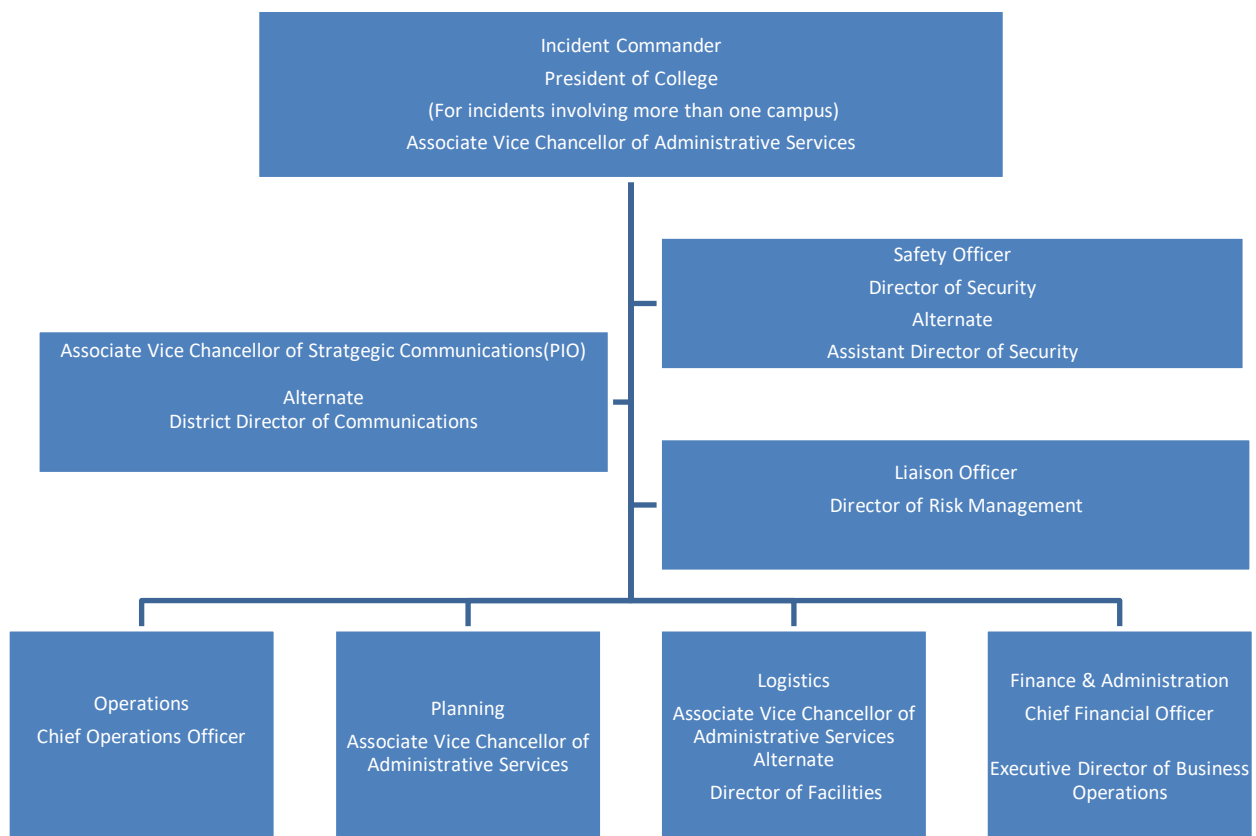 Incident Commander
President of College
(For incidents involving more than one campus)
Associate Vice Chancellor of Administrative Services
Safety Officer
Director of Security
Alternate
Assistant Director of Security
Associate Vice Chancellor of Stratgegic Communications(PIO)
Alternate
District Director of Communications
Liaison Officer
Director of Risk Management
Operations
Chief Operations Officer
Planning
Associate Vice Chancellor of
Administrative Services
Logistics
Associate Vice Chancellor of
Administrative Services
Alternate
Director of Facilities
Finance & Administration
Chief Financial Officer
Executive Director of Business
Operations